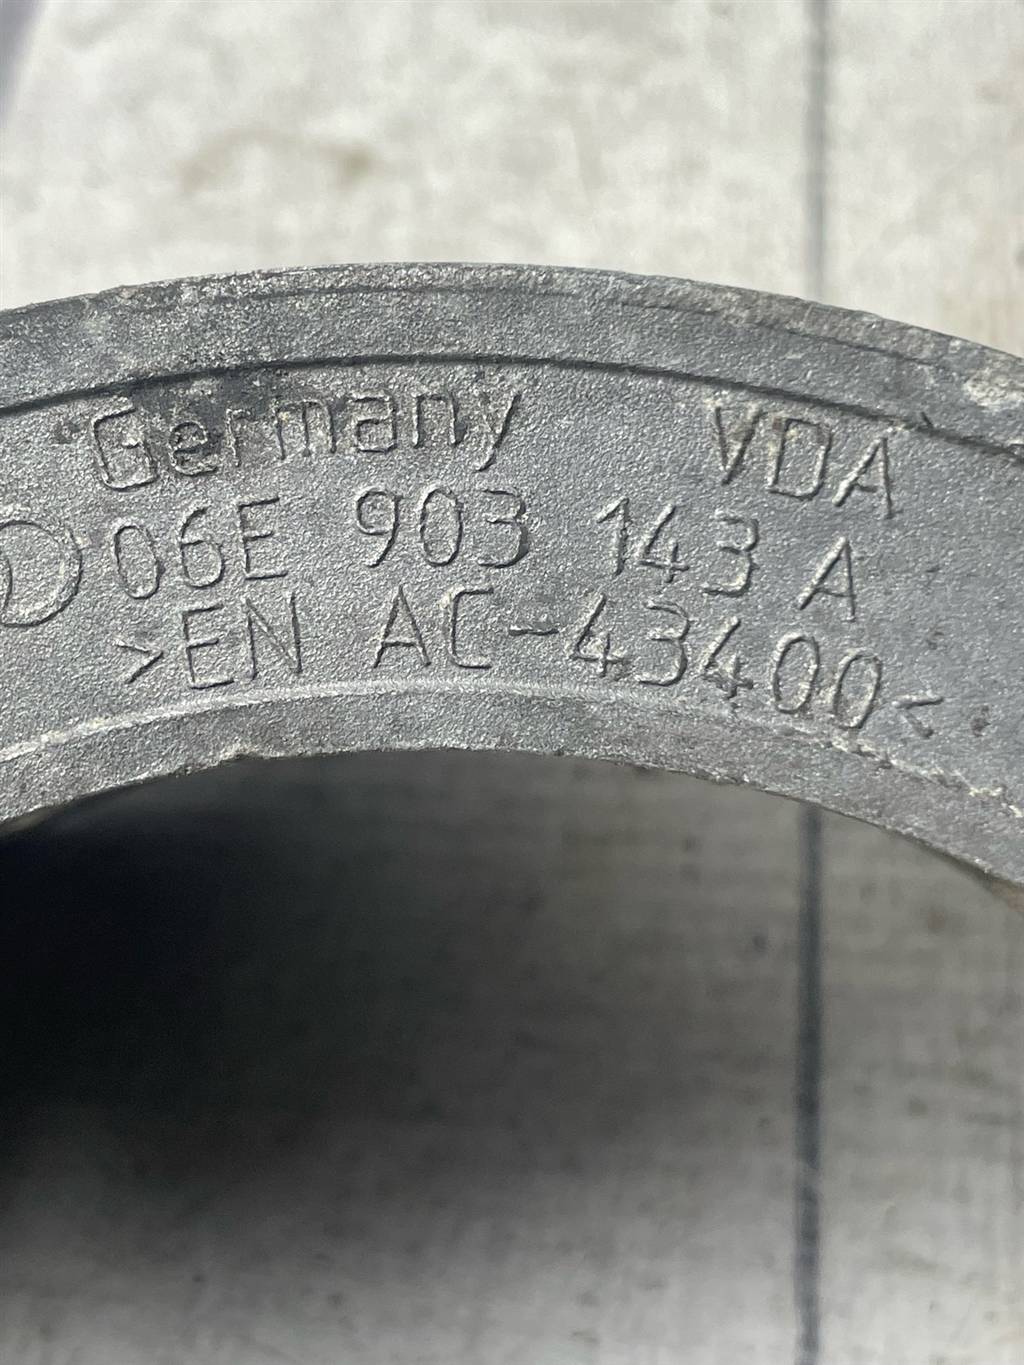 Germany VDA
06E 903 143 A
>EN AC-43400<